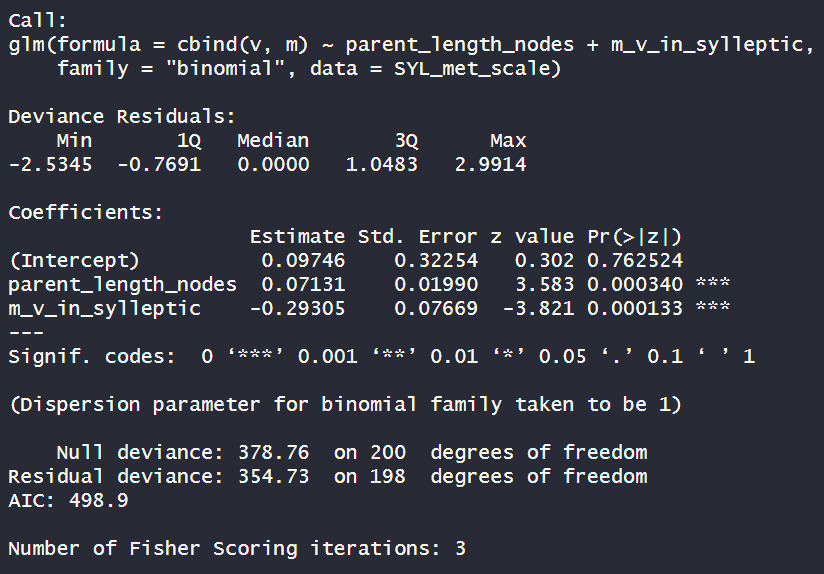 Call:
glm(formula = cbind(v, m) ~ parent_length_nodes + m_v_in_sylleptic,
    family = "binomial", data = SYL_met_scale)

Deviance Residuals:
    Min       1Q   Median       3Q      Max
-2.5345  -0.7691   0.0000   1.0483   2.9914

Coefficients:
                    Estimate Std. Error z value Pr(>|z|)
(Intercept)          0.09746    0.32254   0.302 0.762524
parent_length_nodes  0.07131    0.01990   3.583 0.000340 ***
m_v_in_sylleptic    -0.29305    0.07669  -3.821 0.000133 ***
---
Signif. codes:  0 ‘***’ 0.001 ‘**’ 0.01 ‘*’ 0.05 ‘.’ 0.1 ‘ ’ 1

(Dispersion parameter for binomial family taken to be 1)

    Null deviance: 378.76  on 200  degrees of freedom
Residual deviance: 354.73  on 198  degrees of freedom
AIC: 498.9

Number of Fisher Scoring iterations: 3